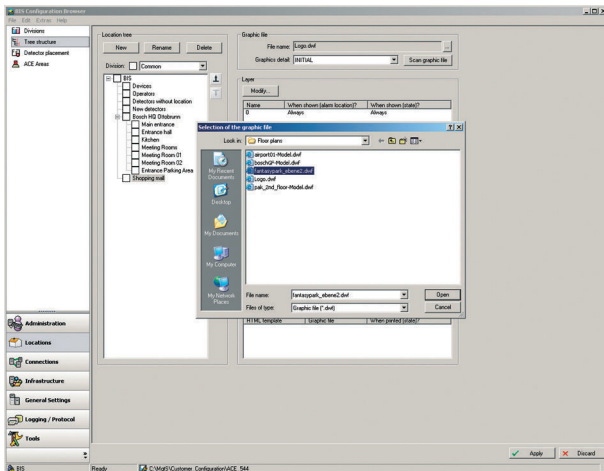 BIS Configuration Browser
File Edit Extras Help
Divisions
Tree structure
Detector placement
ACE Areas
Location tree
New Rename Delete
Division: Common
BIS
Devices
Operators
Detectors without location
New detectors
Bosch HQ Ottobrunn
Main entrance
Entrance hall
Kitchen
Meeting Rooms
Meeting Room 01
Meeting Room 02
Entrance Parking Area
Shopping mall
Graphic file
File name: Logo.dwf ...
Graphics detail: INITIAL Scan graphic file
Layer
Modify...
Name When shown (alarm location)? When shown (state)?
0 Always Always
Selection of the graphic file
Look in: Floor plans
My Recent Documents
Desktop
My Documents
My Computer
My Network Places
airport01-Model.dwf
boschGF-Model.dwf
fantasypark_ebene2.dwf
Logo.dwf
pak_2nd_floor-Model.dwf
File name: fantasypark_ebene2.dwf Open
Files of type: Graphic file (*.dwf) Cancel
HTML template Graphic file When printed (state)?
Administration
Locations
Connections
Infrastructure
General Settings
Logging / Protocol
Tools
Apply Discard
BIS Ready C:\MgtS\Customer_Configuration\ACE_544